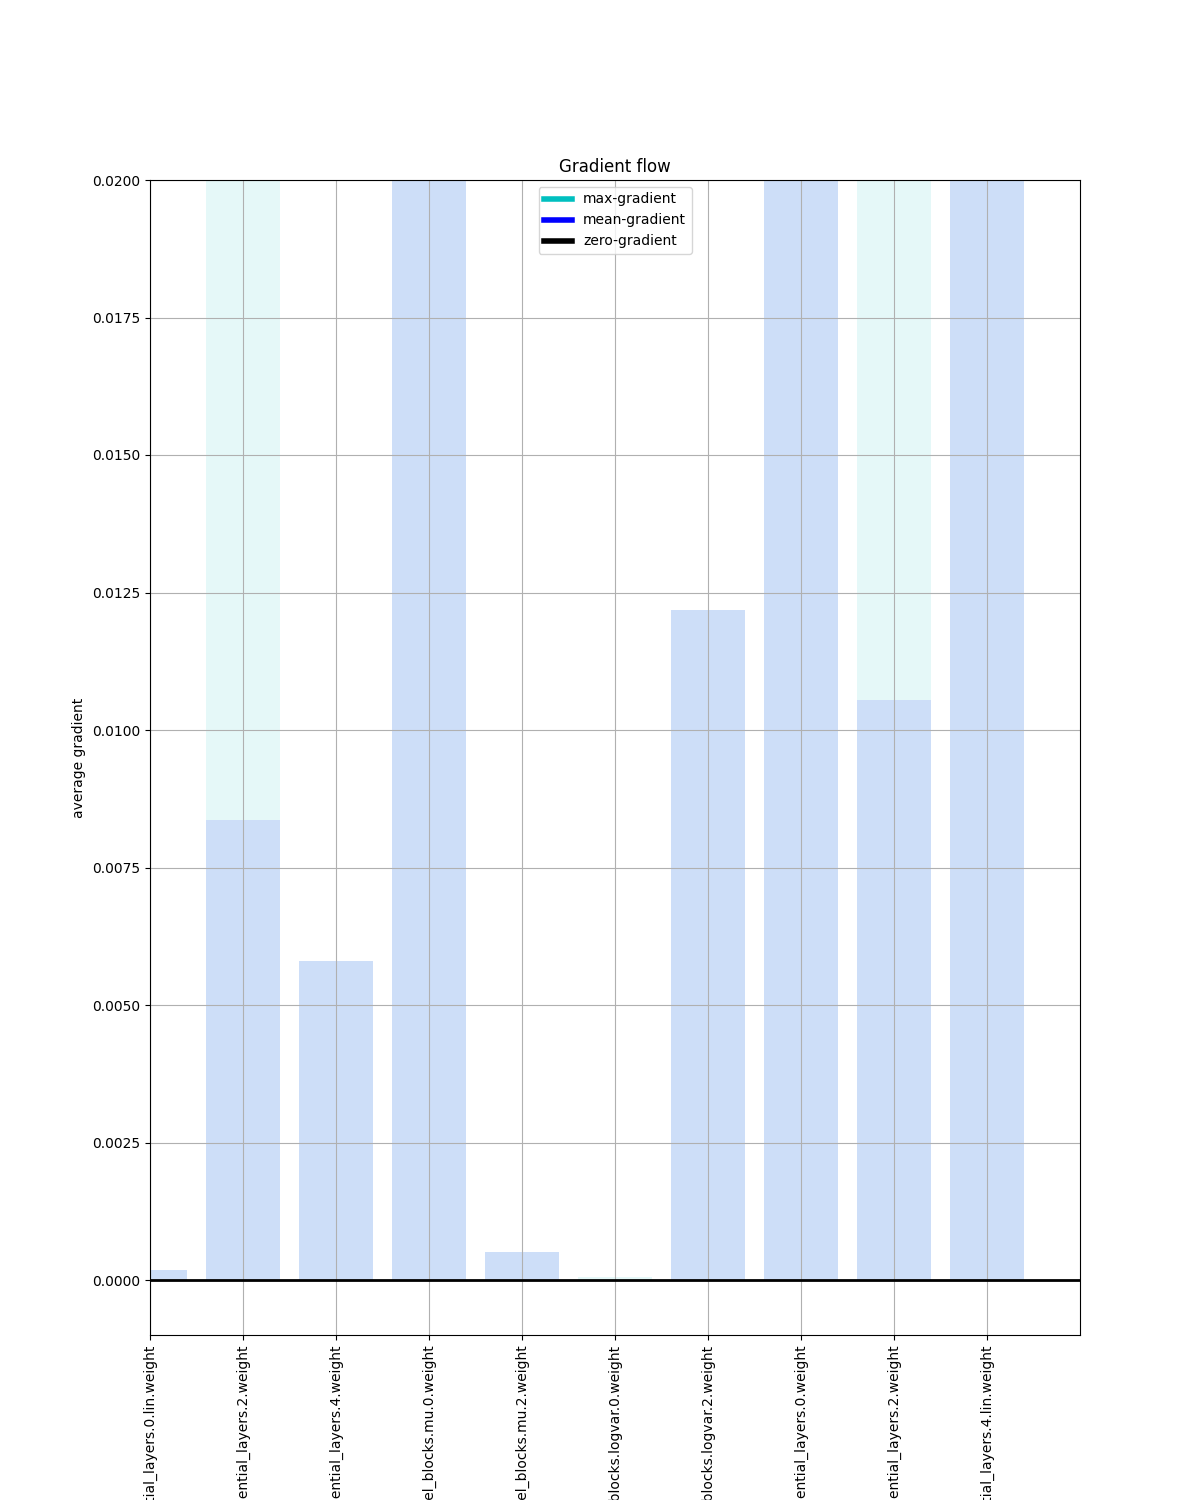 Gradient flow
max-gradient
mean-gradient
zero-gradient
0.0200
0.0175
0.0150
0.0125
0.0100
0.0075
0.0050
0.0025
0.0000
average gradient
tial_layers.0.lin.weight
ential_layers.2.weight
ential_layers.4.weight
el_blocks.mu.0.weight
el_blocks.mu.2.weight
blocks.logvar.0.weight
blocks.logvar.2.weight
ential_layers.0.weight
ential_layers.2.weight
tial_layers.4.lin.weight